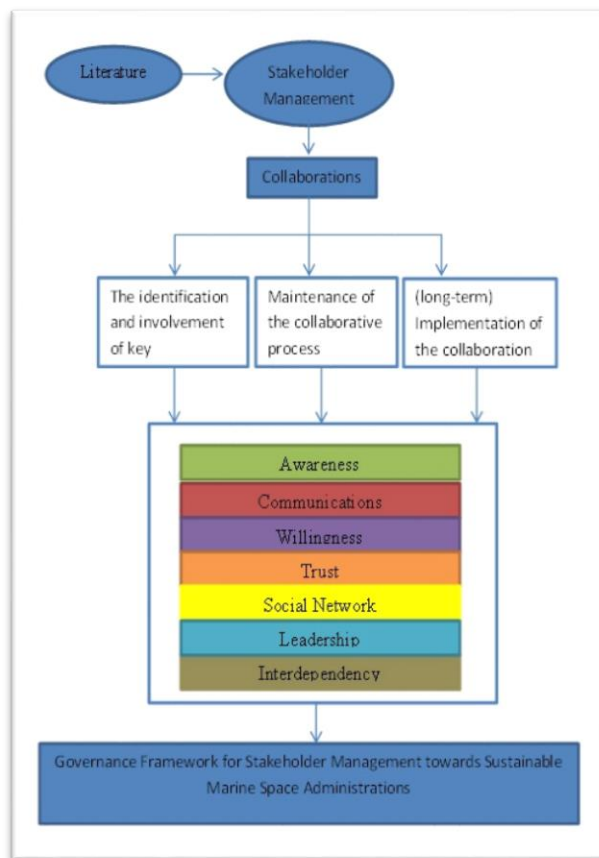 Literature
Stakeholder
Management
Collaborations
The identification
and involvement
of key
Maintenance of
the collaborative
process
(long-term)
Implementation of
the collaboration
Awareness
Communications
Willingness
Trust
Social Network
Leadership
Interdependency
Governance Framework for Stakeholder Management towards Sustainable
Marine Space Administrations